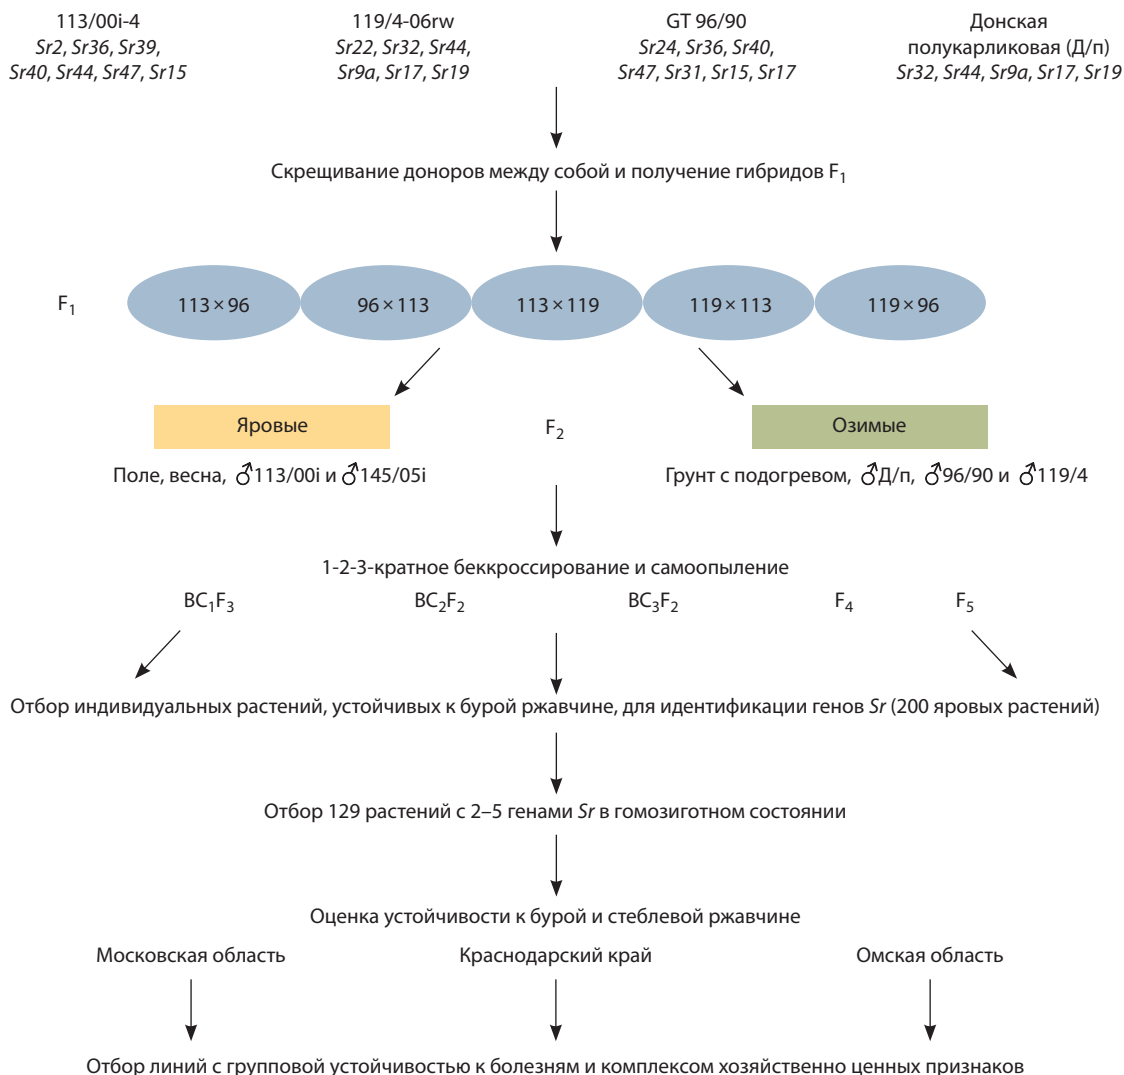 113/00i-4
Sr2, Sr36, Sr39,
Sr40, Sr44, Sr47, Sr15
119/4-06rw
Sr22, Sr32, Sr44,
Sr9a, Sr17, Sr19
GT 96/90
Sr24, Sr36, Sr40,
Sr47, Sr31, Sr15, Sr17
Донская
полукарликовая (Д/п)
Sr32, Sr44, Sr9a, Sr17, Sr19
Скрещивание доноров между собой и получение гибридов F₁
F₁
113 × 96
96 × 113
113 × 119
119 × 113
119 × 96
Яровые
F₂
Озимые
Поле, весна, ♂113/00i и ♂145/05i
Грунт с подогревом, ♂Д/п, ♂96/90 и ♂119/4
1-2-3-кратное беккроссирование и самоопыление
BC₁F₃
BC₂F₂
BC₃F₂
F₄
F₅
Отбор индивидуальных растений, устойчивых к бурой ржавчине, для идентификации генов Sr (200 яровых растений)
Отбор 129 растений с 2–5 генами Sr в гомозиготном состоянии
Оценка устойчивости к бурой и стеблевой ржавчине
Московская область
Краснодарский край
Омская область
Отбор линий с групповой устойчивостью к болезням и комплексом хозяйственно ценных признаков